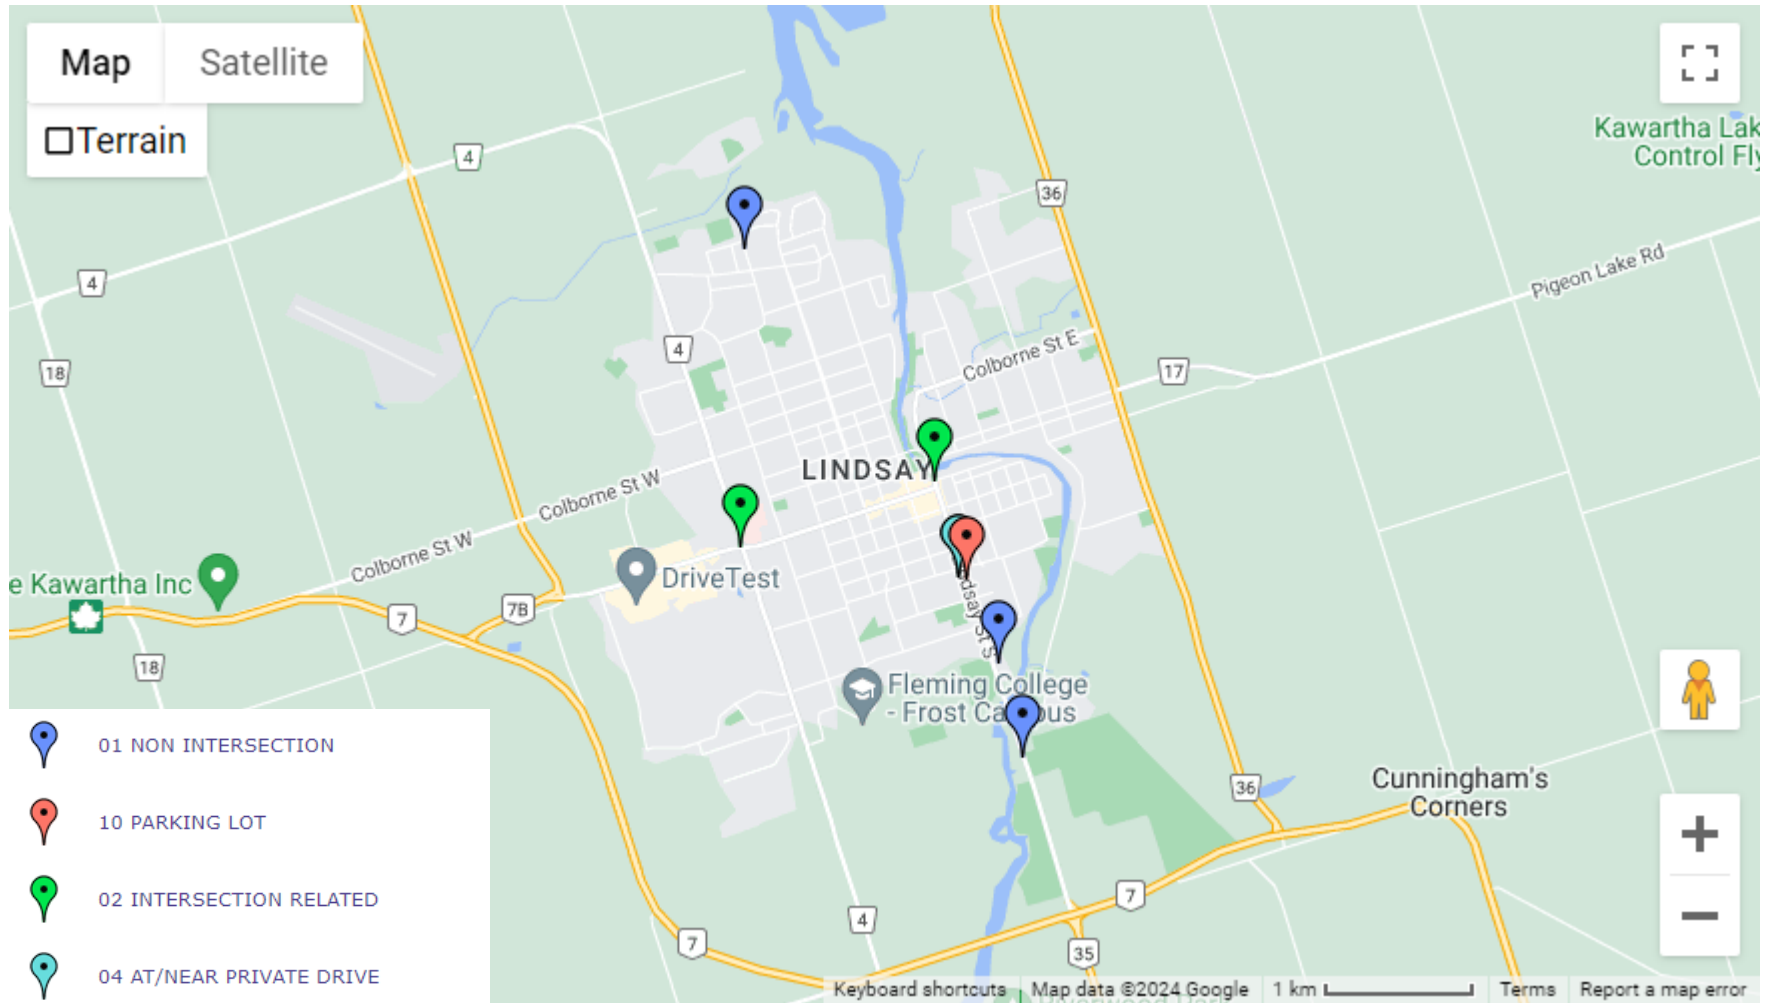 Map
Satellite
Terrain
4
36
Kawartha Lak
Control Fly
4
Pigeon Lake Rd
18
4
Colborne St E
17
LINDSAY
Colborne St W
Colborne St W
DriveTest
e Kawartha Inc
7
7B
dsay St S
18
Fleming College
- Frost Ca
pus
01 NON INTERSECTION
10 PARKING LOT
02 INTERSECTION RELATED
04 AT/NEAR PRIVATE DRIVE
36
Cunningham's
Corners
7
4
7
35
Keyboard shortcuts
Map data ©2024 Google
1 km
Terms
Report a map error